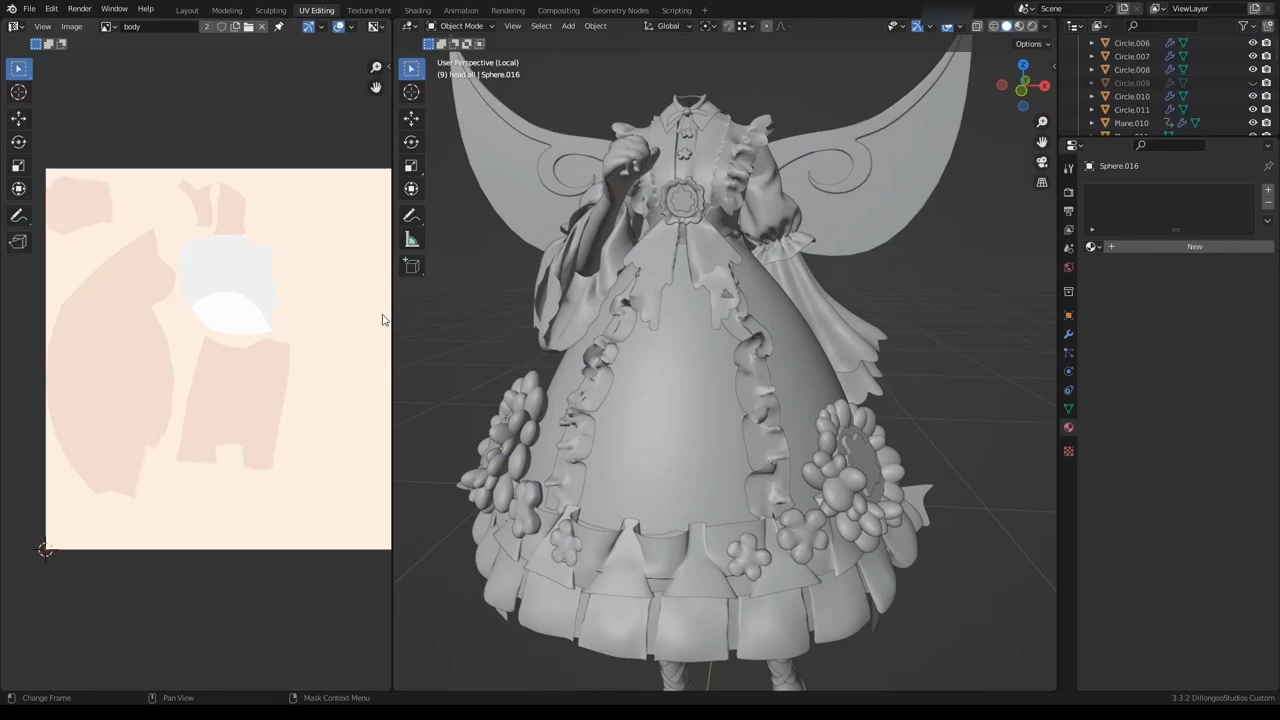 File Edit Render Window Help Layout Modeling Sculpting UV Editing Texture Paint Shading Animation Rendering Compositing Geometry Nodes Scripting + Scene ViewLayer
View Image body 2 Object Mode View Select Add Object Global
Options
User Perspective (Local)
(9) head all | Sphere.016
Circle.006
Circle.007
Circle.008
Circle.009
Circle.010
Circle.011
Plane.010
Sphere.016
New
Change Frame Pan View Mask Context Menu 3.3.2 DillongooStudios Custom